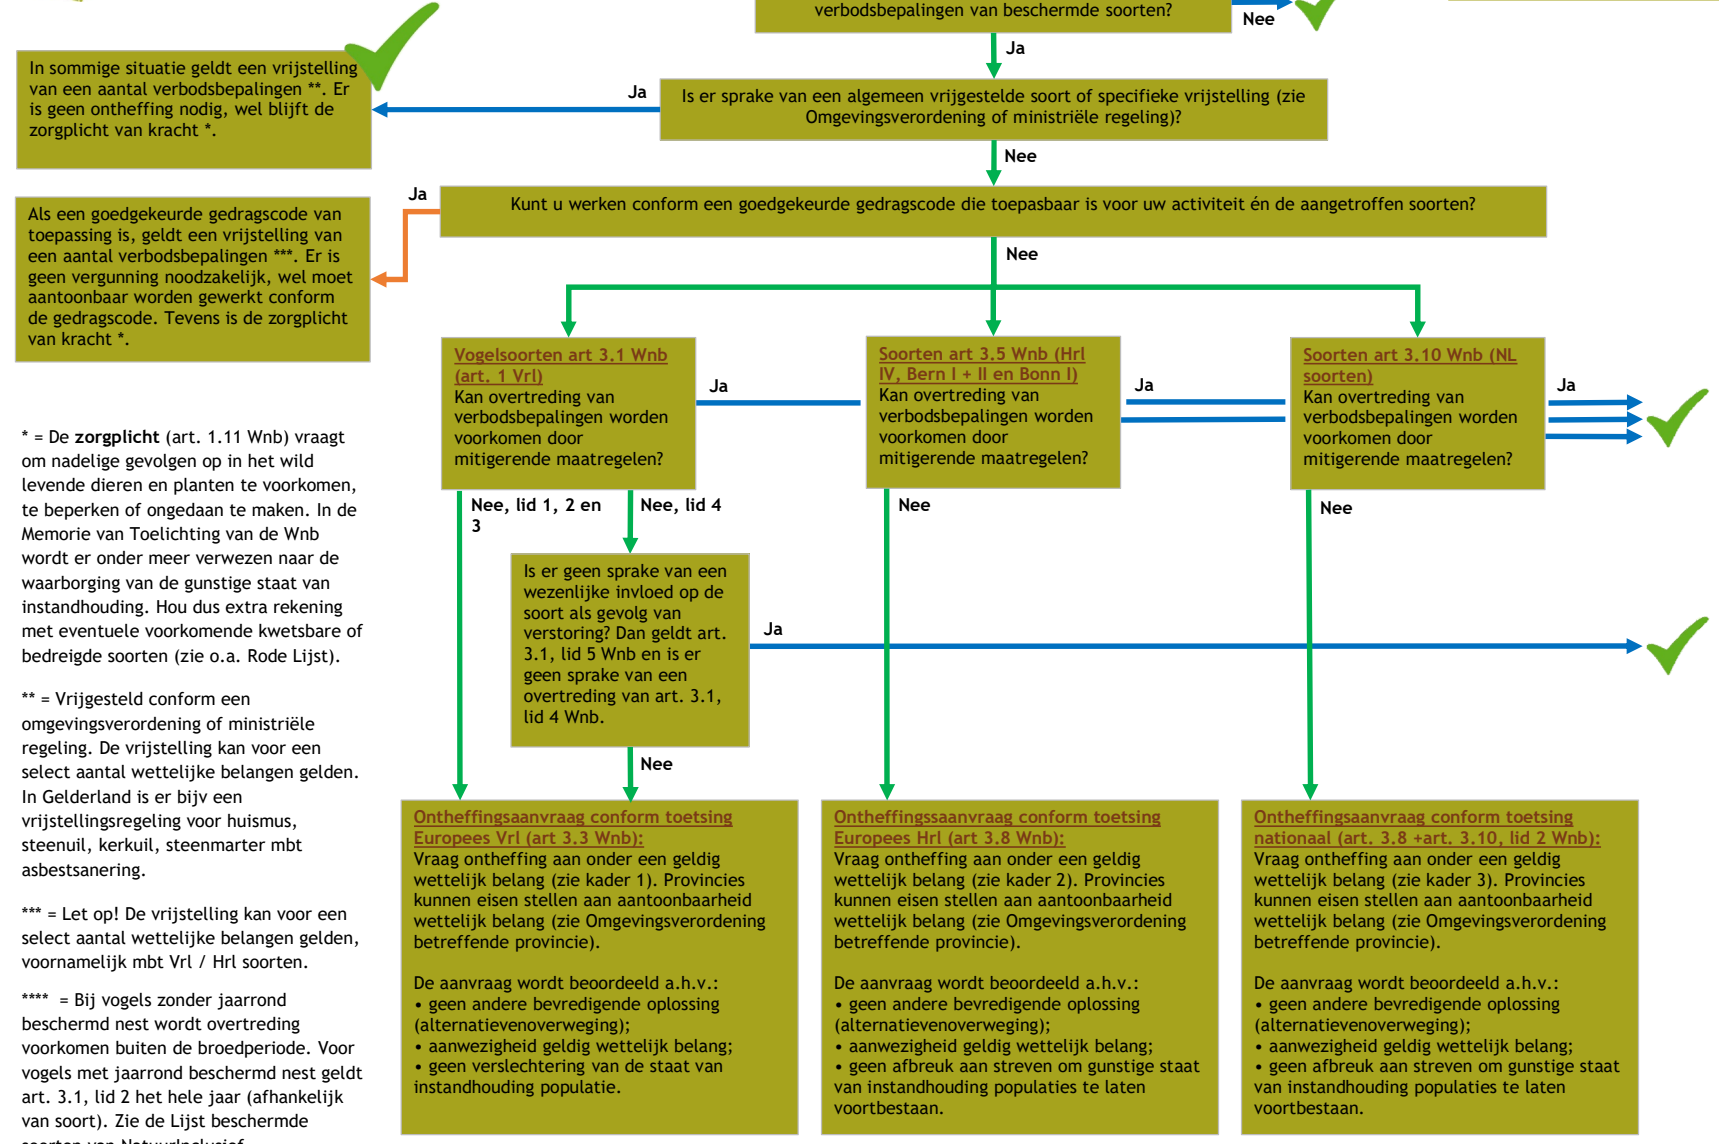 verbodsbepalingen van beschermde soorten?
Nee
Ja
In sommige situatie geldt een vrijstelling
van een aantal verbodsbepalingen **. Er
is geen ontheffing nodig, wel blijft de
zorgplicht van kracht *.
Ja
Is er sprake van een algemeen vrijgestelde soort of specifieke vrijstelling (zie
Omgevingsverordening of ministriële regeling)?
Nee
Ja
Kunt u werken conform een goedgekeurde gedragscode die toepasbaar is voor uw activiteit én de aangetroffen soorten?
Als een goedgekeurde gedragscode van
toepassing is, geldt een vrijstelling van
een aantal verbodsbepalingen ***. Er is
geen vergunning noodzakelijk, wel moet
aantoonbaar worden gewerkt conform
de gedragscode. Tevens is de zorgplicht
van kracht *.
Nee
Vogelsoorten art 3.1 Wnb
(art. 1 Vrl)
Kan overtreding van
verbodsbepalingen worden
voorkomen door
mitigerende maatregelen?
Ja
Soorten art 3.5 Wnb (Hrl
IV, Bern I + II en Bonn I)
Kan overtreding van
verbodsbepalingen worden
voorkomen door
mitigerende maatregelen?
Ja
Soorten art 3.10 Wnb (NL
soorten)
Kan overtreding van
verbodsbepalingen worden
voorkomen door
mitigerende maatregelen?
Ja
Nee, lid 1, 2 en
3
Nee, lid 4
Nee
Nee
Is er geen sprake van een
wezenlijke invloed op de
soort als gevolg van
verstoring? Dan geldt art.
3.1, lid 5 Wnb en is er
geen sprake van een
overtreding van art. 3.1,
lid 4 Wnb.
Ja
Nee
Ontheffingsaanvraag conform toetsing
Europees Vrl (art 3.3 Wnb):
Vraag ontheffing aan onder een geldig
wettelijk belang (zie kader 1). Provincies
kunnen eisen stellen aan aantoonbaarheid
wettelijk belang (zie Omgevingsverordening
betreffende provincie).
De aanvraag wordt beoordeeld a.h.v.:
• geen andere bevredigende oplossing
(alternatievenoverweging);
• aanwezigheid geldig wettelijk belang;
• geen verslechtering van de staat van
instandhouding populatie.
Ontheffingssaanvraag conform toetsing
Europees Hrl (art 3.8 Wnb):
Vraag ontheffing aan onder een geldig
wettelijk belang (zie kader 2). Provincies
kunnen eisen stellen aan aantoonbaarheid
wettelijk belang (zie Omgevingsverordening
betreffende provincie).
De aanvraag wordt beoordeeld a.h.v.:
• geen andere bevredigende oplossing
(alternatievenoverweging);
• aanwezigheid geldig wettelijk belang;
• geen afbreuk aan streven om gunstige staat
van instandhouding populaties te laten
voortbestaan.
Ontheffingsaanvraag conform toetsing
nationaal (art. 3.8 +art. 3.10, lid 2 Wnb):
Vraag ontheffing aan onder een geldig
wettelijk belang (zie kader 3). Provincies
kunnen eisen stellen aan aantoonbaarheid
wettelijk belang (zie Omgevingsverordening
betreffende provincie).
De aanvraag wordt beoordeeld a.h.v.:
• geen andere bevredigende oplossing
(alternatievenoverweging);
• aanwezigheid geldig wettelijk belang;
• geen afbreuk aan streven om gunstige staat
van instandhouding populaties te laten
voortbestaan.
* = De zorgplicht (art. 1.11 Wnb) vraagt
om nadelige gevolgen op in het wild
levende dieren en planten te voorkomen,
te beperken of ongedaan te maken. In de
Memorie van Toelichting van de Wnb
wordt er onder meer verwezen naar de
waarborging van de gunstige staat van
instandhouding. Hou dus extra rekening
met eventuele voorkomende kwetsbare of
bedreigde soorten (zie o.a. Rode Lijst).
** = Vrijgesteld conform een
omgevingsverordening of ministriële
regeling. De vrijstelling kan voor een
select aantal wettelijke belangen gelden.
In Gelderland is er bijv een
vrijstellingsregeling voor huismus,
steenuil, kerkuil, steenmarter mbt
asbestsanering.
*** = Let op! De vrijstelling kan voor een
select aantal wettelijke belangen gelden,
voornamelijk mbt Vrl / Hrl soorten.
**** = Bij vogels zonder jaarrond
beschermd nest wordt overtreding
voorkomen buiten de broedperiode. Voor
vogels met jaarrond beschermd nest geldt
art. 3.1, lid 2 het hele jaar (afhankelijk
van soort). Zie de Lijst beschermde
soorten van NatuurInclusief